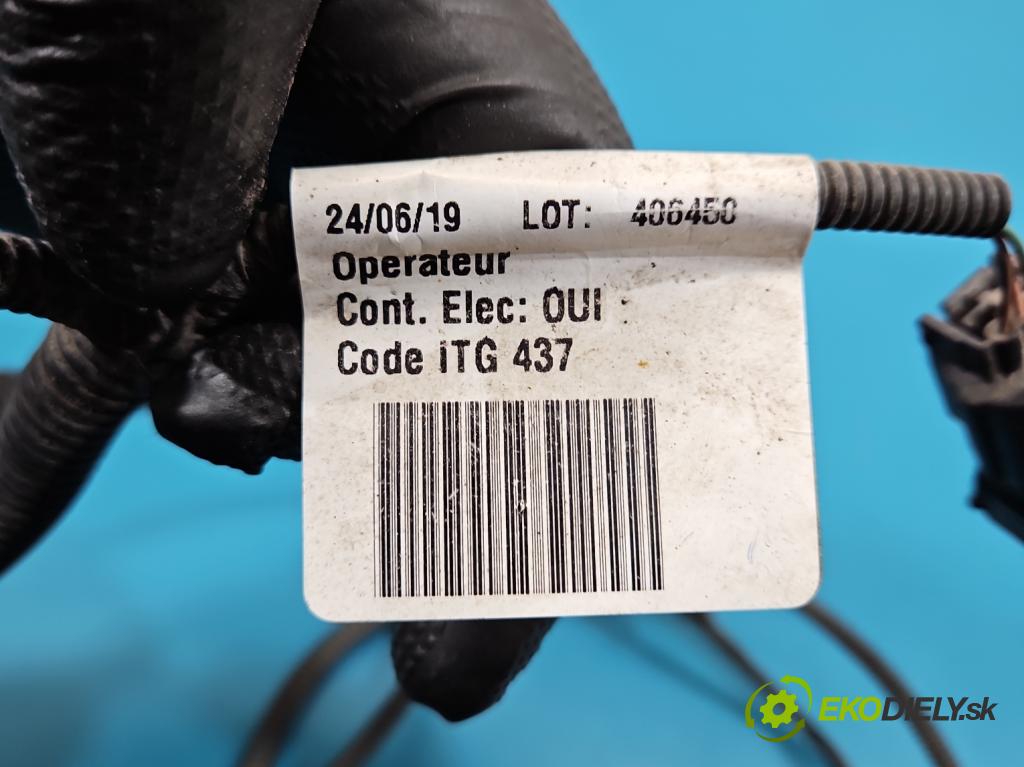 24/06/19 LOT: 406450
Operateur
Cont. Elec: OUI
Code iTG 437
EKODIELY.sk